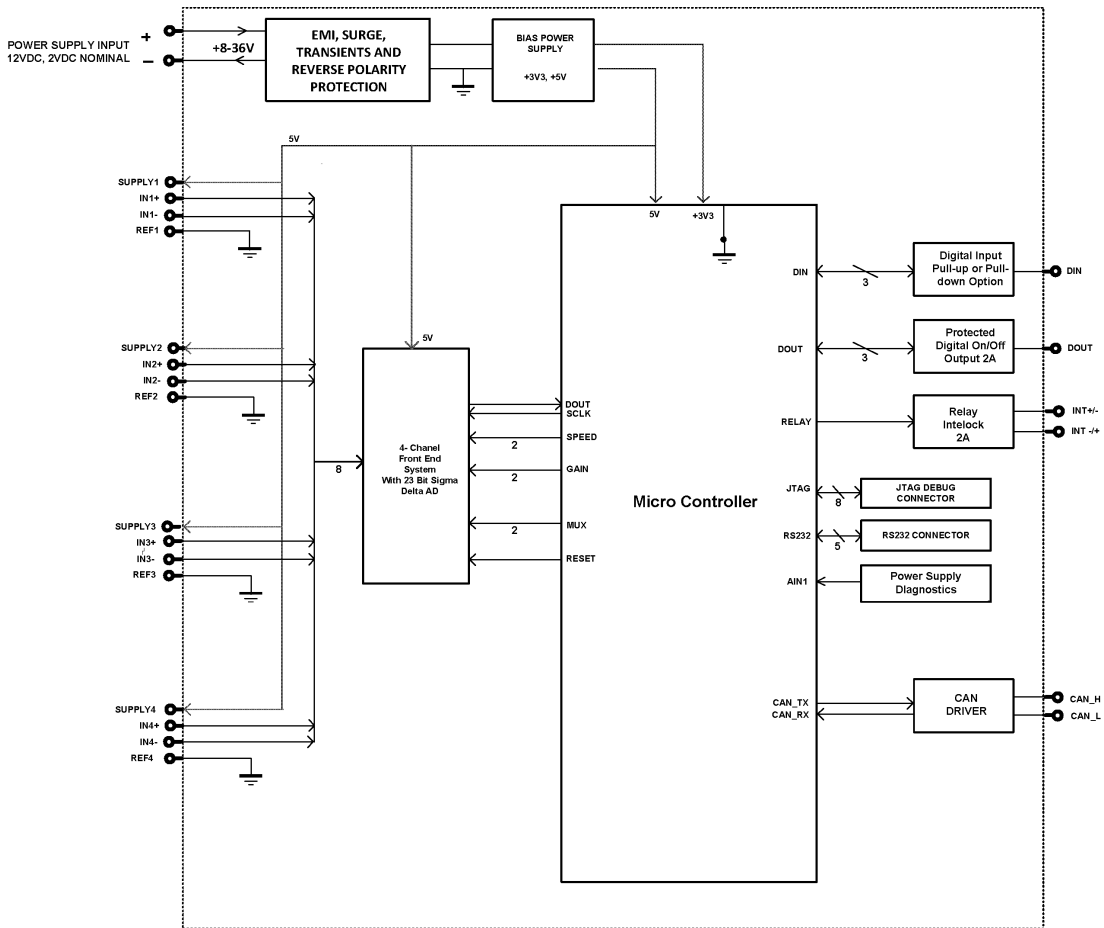 POWER SUPPLY INPUT
12VDC, 2VDC NOMINAL
+
–
+8-36V
EMI, SURGE,
TRANSIENTS AND
REVERSE POLARITY
PROTECTION
BIAS POWER
SUPPLY
+3V3, +5V
5V
SUPPLY1
IN1+
IN1-
REF1
SUPPLY2
IN2+
IN2-
REF2
SUPPLY3
IN3+
IN3-
REF3
SUPPLY4
IN4+
IN4-
REF4
8
5V
4- Chanel
Front End
System
With 23 Bit Sigma
Delta AD
2
2
2
5V
+3V3
DOUT
SCLK
SPEED
GAIN
MUX
RESET
Micro Controller
DIN
DOUT
RELAY
JTAG
RS232
AIN1
CAN_TX
CAN_RX
3
3
8
5
Digital Input
Pull-up or Pull-
down Option
DIN
Protected
Digital On/Off
Output 2A
DOUT
Relay
Intelock
2A
INT+/-
INT -/+
JTAG DEBUG
CONNECTOR
RS232 CONNECTOR
Power Supply
Dlagnostics
CAN
DRIVER
CAN_H
CAN_L